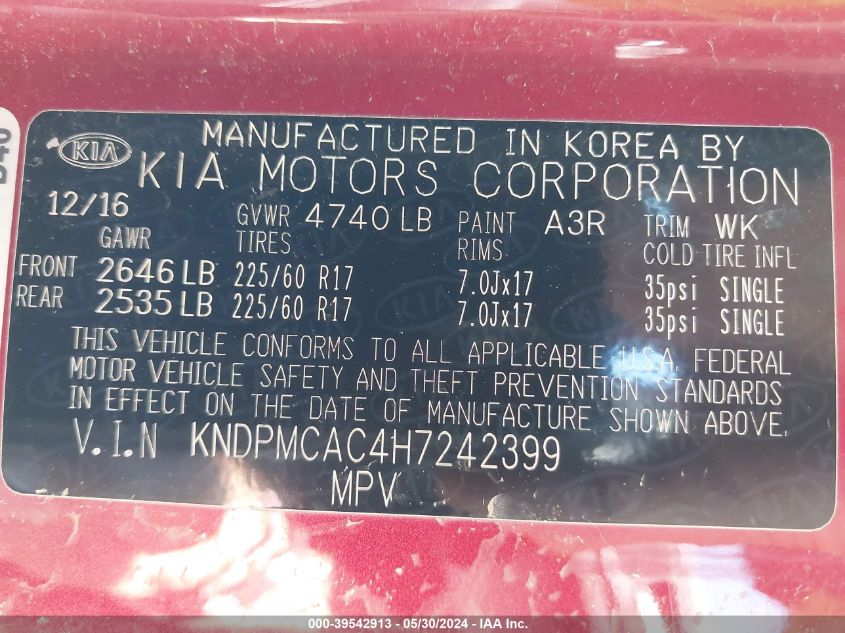 MANUFACTURED IN KOREA BY
KIA
KIA MOTORS CORPORATION
12/16 GVWR 4740 LB PAINT A3R TRIM WK
GAWR TIRES RIMS COLD TIRE INFL
FRONT 2646 LB 225/60 R17 7.0Jx17 35psi SINGLE
REAR 2535 LB 225/60 R17 7.0Jx17 35psi SINGLE
THIS VEHICLE CONFORMS TO ALL APPLICABLE U.S.A. FEDERAL
MOTOR VEHICLE SAFETY AND THEFT PREVENTION STANDARDS
IN EFFECT ON THE DATE OF MANUFACTURE SHOWN ABOVE.
V.I.N KNDPMCAC4H7242399
MPV
000-39542913 - 05/30/2024 - IAA Inc.